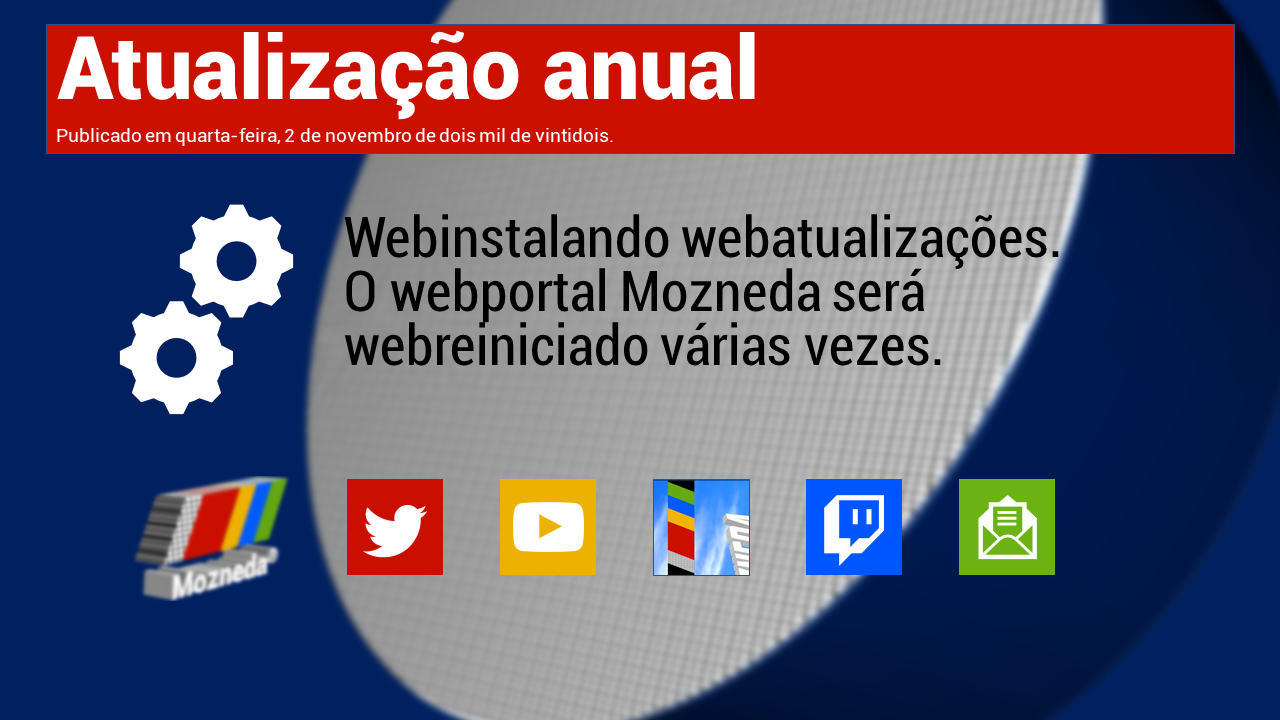 Atualização anual
Publicado em quarta-feira, 2 de novembro de dois mil de vintidois.
Webinstalando webatualizações.
O webportal Mozneda será
webreiniciado várias vezes.
Mozneda